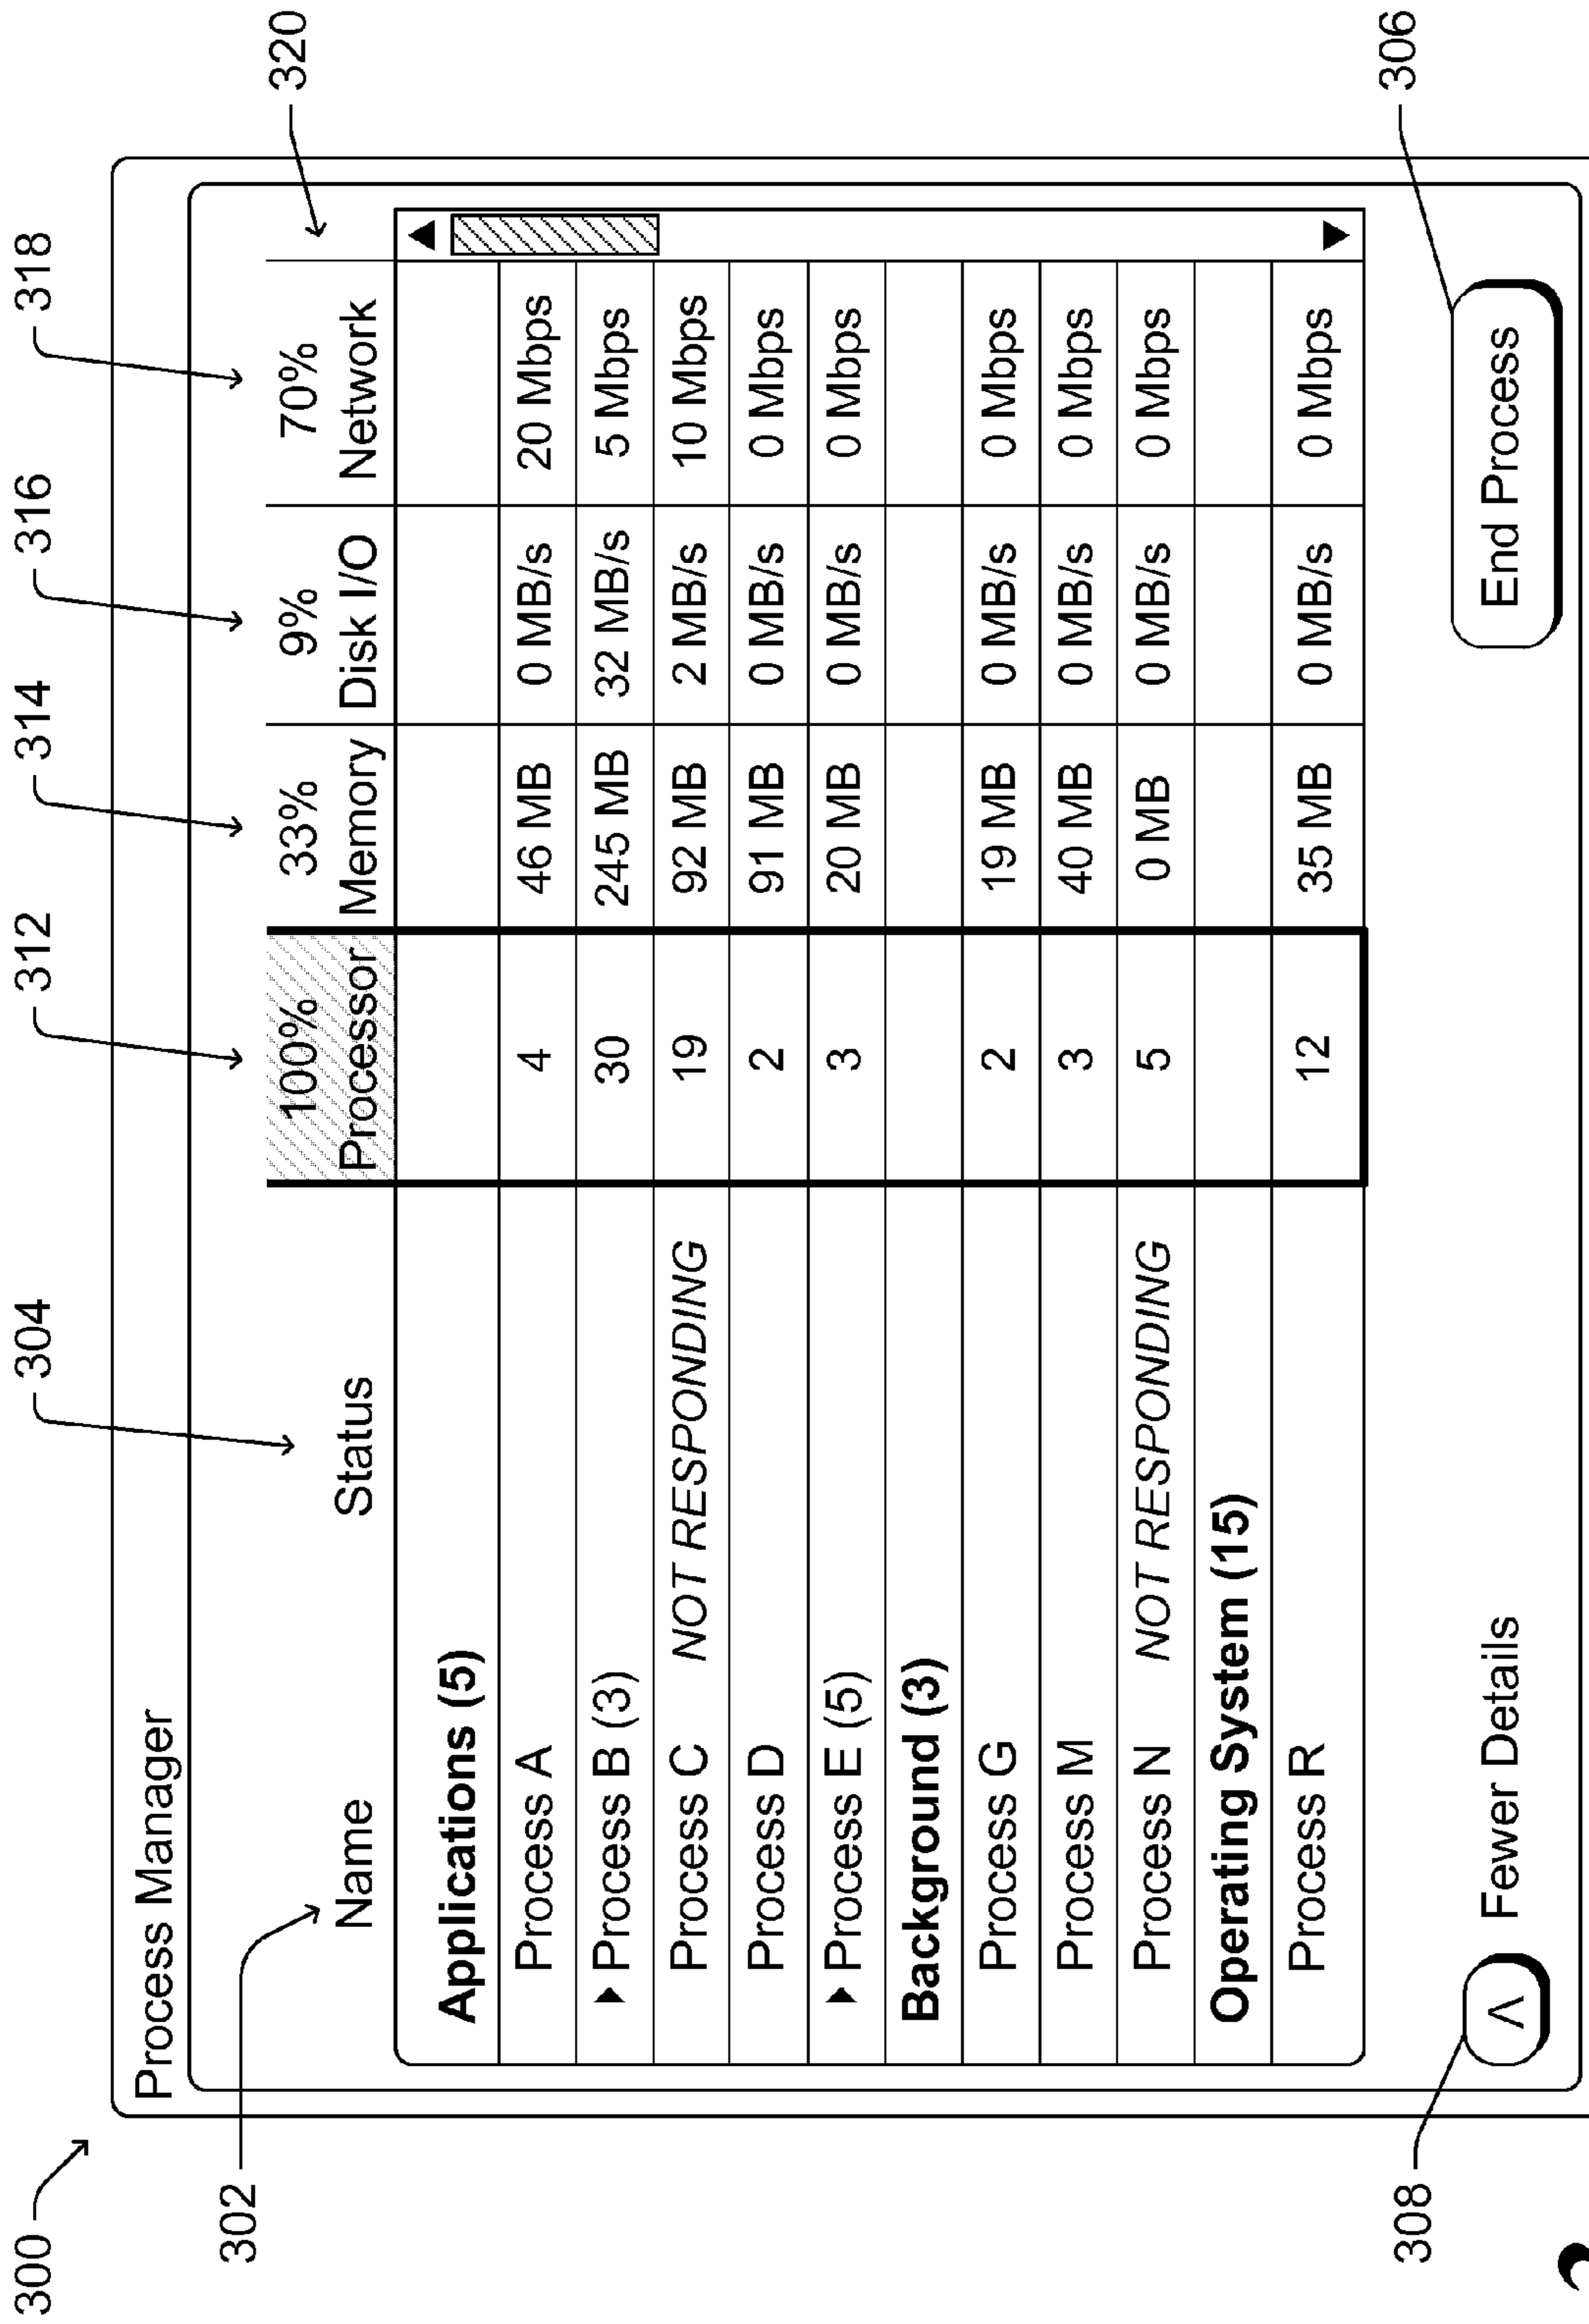 300
Process Manager
302
304
312
314
316
318
320
100%
33%
9%
70%
Name
Status
Processor
Memory
Disk I/O
Network
Applications (5)
Process A 4 46 MB 0 MB/s 20 Mbps
Process B (3) 30 245 MB 32 MB/s 5 Mbps
Process C NOT RESPONDING 19 92 MB 2 MB/s 10 Mbps
Process D 2 91 MB 0 MB/s 0 Mbps
Process E (5) 3 20 MB 0 MB/s 0 Mbps
Background (3)
Process G 2 19 MB 0 MB/s 0 Mbps
Process M 3 40 MB 0 MB/s 0 Mbps
Process N NOT RESPONDING 5 0 MB 0 MB/s 0 Mbps
Operating System (15)
Process R 12 35 MB 0 MB/s 0 Mbps
308
< Fewer Details
End Process
306